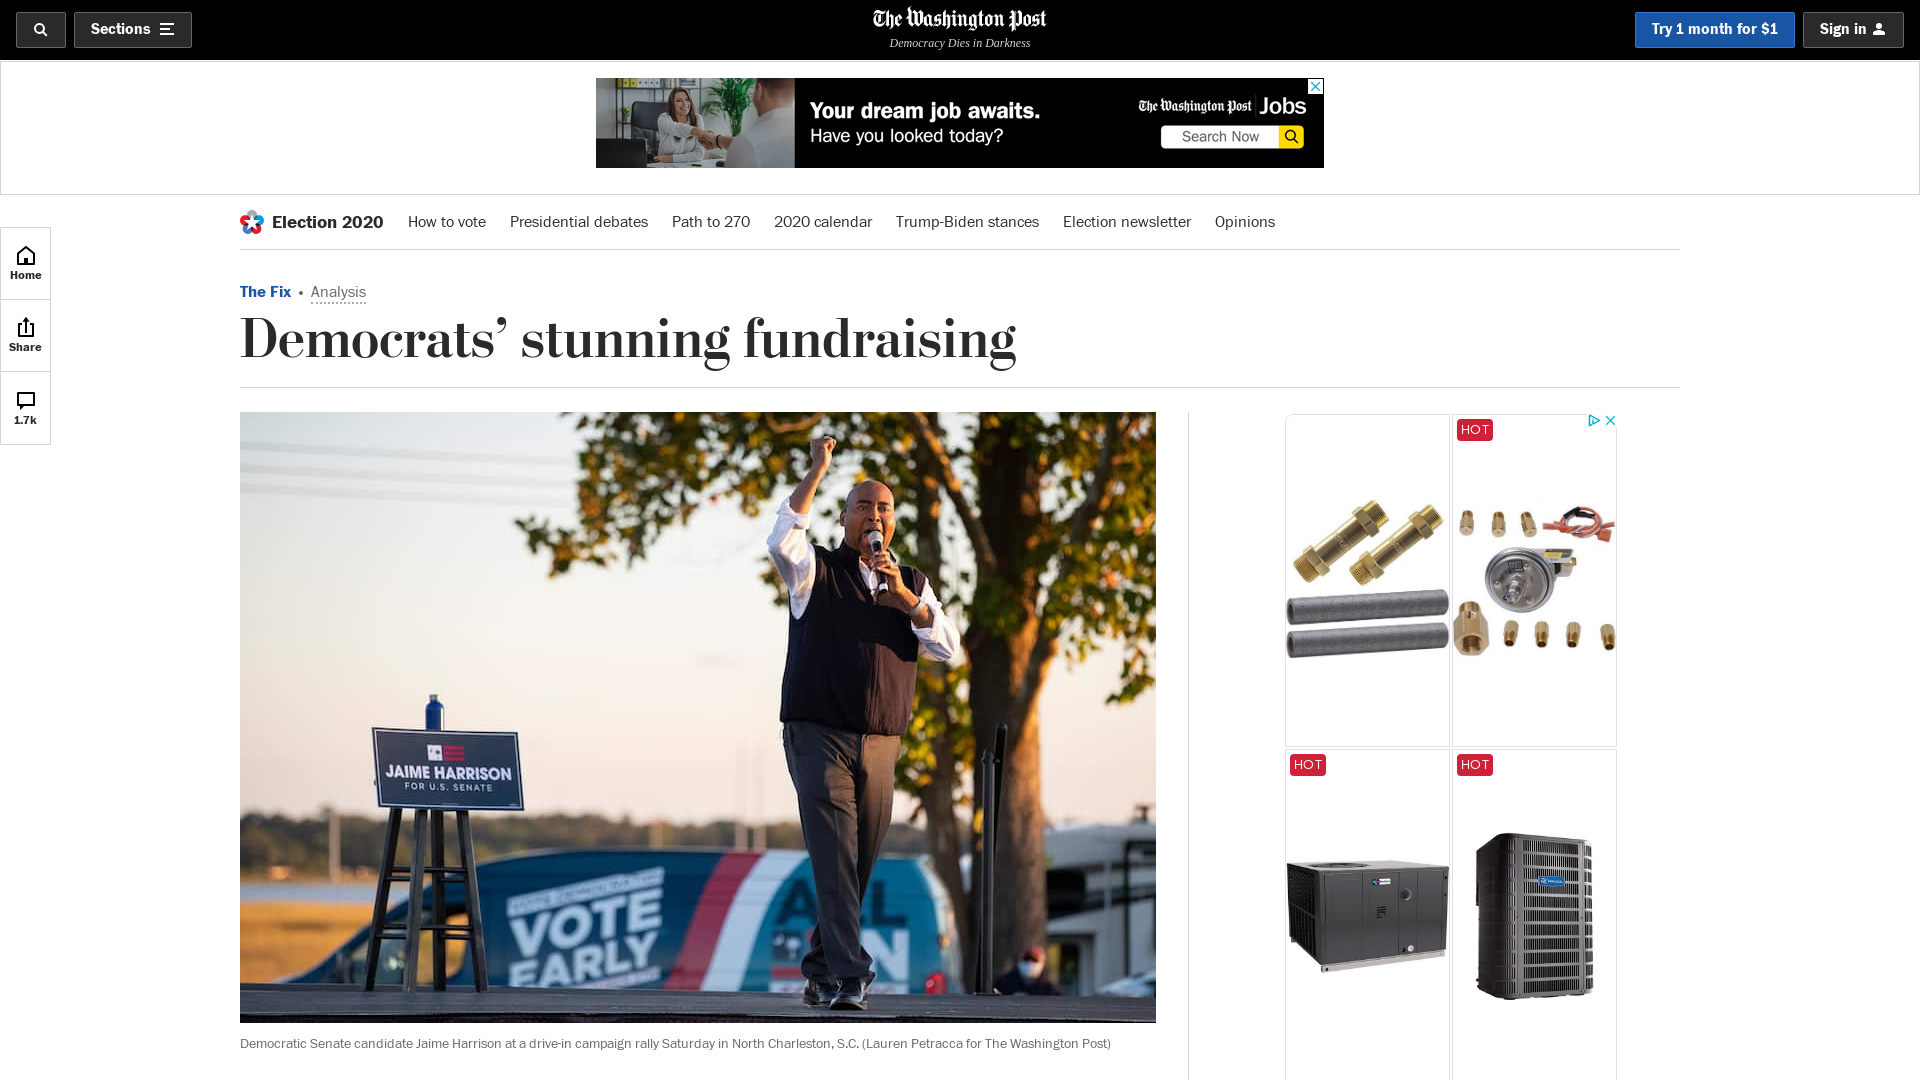 Sections
The Washington Post
Democracy Dies in Darkness
Try 1 month for $1
Sign in
Your dream job awaits.
Have you looked today?
The Washington Post Jobs
Search Now
Election 2020
How to vote
Presidential debates
Path to 270
2020 calendar
Trump-Biden stances
Election newsletter
Opinions
Home
Share
1.7k
The Fix • Analysis
Democrats’ stunning fundraising
JAIME HARRISON
FOR U.S. SENATE
VOTE
EARLY
HOT
HOT
HOT
Democratic Senate candidate Jaime Harrison at a drive-in campaign rally Saturday in North Charleston, S.C. (Lauren Petracca for The Washington Post)